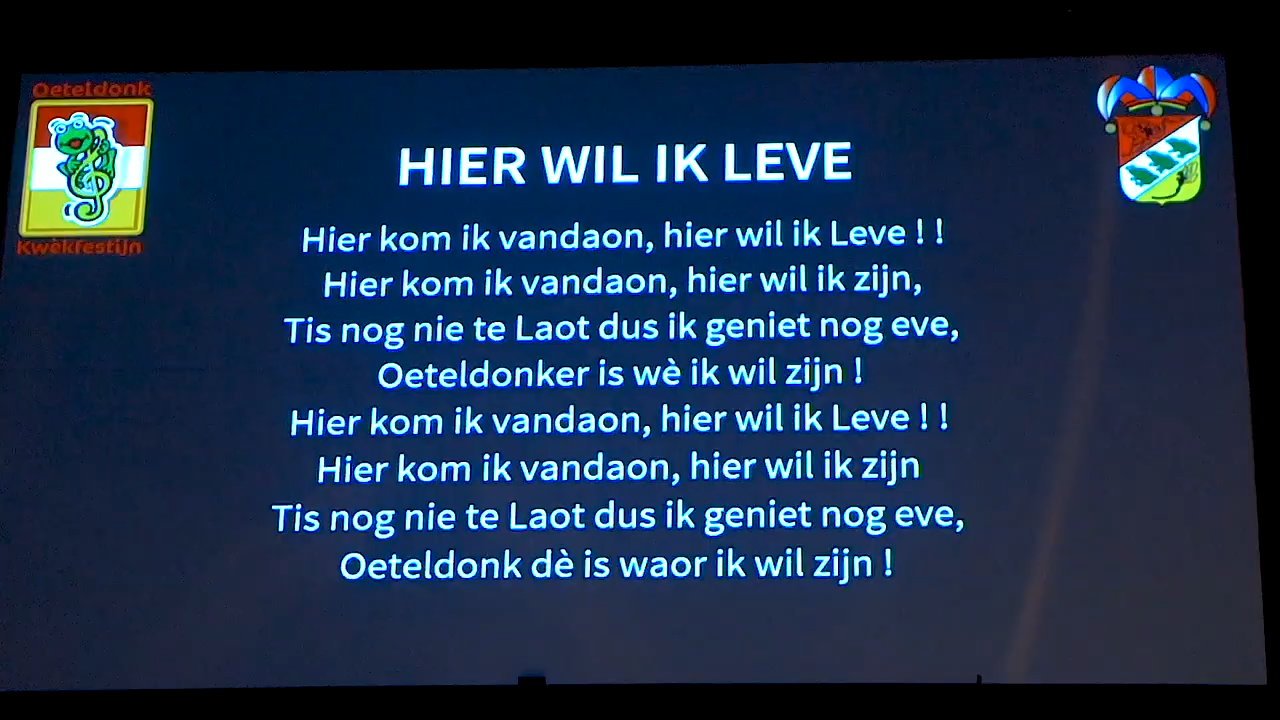 Oeteldonk
Kwèkfestijn
HIER WIL IK LEVE
Hier kom ik vandaon, hier wil ik Leve ! !
Hier kom ik vandaon, hier wil ik zijn,
Tis nog nie te Laot dus ik geniet nog eve,
Oeteldonker is wè ik wil zijn !
Hier kom ik vandaon, hier wil ik Leve ! !
Hier kom ik vandaon, hier wil ik zijn
Tis nog nie te Laot dus ik geniet nog eve,
Oeteldonk dè is waor ik wil zijn !